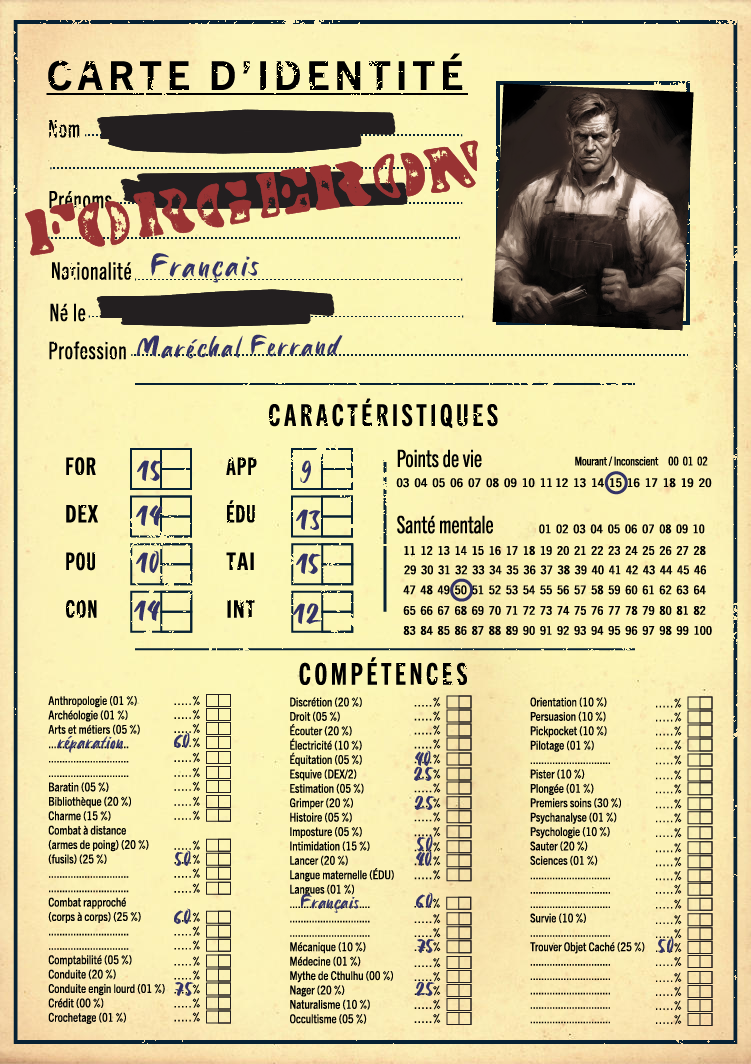 CARTE D'IDENTITÉ
Nom
Prénoms
FORGERON
Nationalité Français
Né le
Profession Maréchal Ferrand
CARACTÉRISTIQUES
FOR 15 APP 9
DEX 14 ÉDU 13
POU 10 TAI 15
CON 14 INT 12
Points de vie Mourant / Inconscient 00 01 02
03 04 05 06 07 08 09 10 11 12 13 14 15 16 17 18 19 20
Santé mentale 01 02 03 04 05 06 07 08 09 10
11 12 13 14 15 16 17 18 19 20 21 22 23 24 25 26 27 28
29 30 31 32 33 34 35 36 37 38 39 40 41 42 43 44 45 46
47 48 49 50 51 52 53 54 55 56 57 58 59 60 61 62 63 64
65 66 67 68 69 70 71 72 73 74 75 76 77 78 79 80 81 82
83 84 85 86 87 88 89 90 91 92 93 94 95 96 97 98 99 100
COMPÉTENCES
Anthropologie (01 %) .....%
Archéologie (01 %) .....%
Arts et métiers (05 %) .....%
réparation 60 %
Baratin (05 %) .....%
Bibliothèque (20 %) .....%
Charme (15 %) .....%
Combat à distance
(armes de poing) (20 %) .....%
(fusils) (25 %) 50 %
.....%
.....%
Combat rapproché
(corps à corps) (25 %) 60 %
.....%
.....%
Comptabilité (05 %) .....%
Conduite (20 %) .....%
Conduite engin lourd (01 %) 75%
Crédit (00 %) .....%
Crochetage (01 %) .....%
Discrétion (20 %) .....%
Droit (05 %) .....%
Écouter (20 %) .....%
Électricité (10 %) .....%
Équitation (05 %) 40%
Esquive (DEX/2) 25%
Estimation (05 %) .....%
Grimper (20 %) 25%
Histoire (05 %) .....%
Imposture (05 %) .....%
Intimidation (15 %) 50%
Lancer (20 %) 40%
Langue maternelle (ÉDU) .....%
Langues (01 %)
Français 60%
.....%
.....%
Mécanique (10 %) 75%
Médecine (01 %) .....%
Mythe de Cthulhu (00 %) .....%
Nager (20 %) 25%
Naturalisme (10 %) .....%
Occultisme (05 %) .....%
Orientation (10 %) .....%
Persuasion (10 %) .....%
Pickpocket (10 %) .....%
Pilotage (01 %) .....%
.....%
Pister (10 %) .....%
Plongée (01 %) .....%
Premiers soins (30 %) .....%
Psychanalyse (01 %) .....%
Psychologie (10 %) .....%
Sauter (20 %) .....%
Sciences (01 %) .....%
.....%
.....%
.....%
Survie (10 %) .....%
.....%
Trouver Objet Caché (25 %) 50%
.....%
.....%
.....%
.....%
.....%